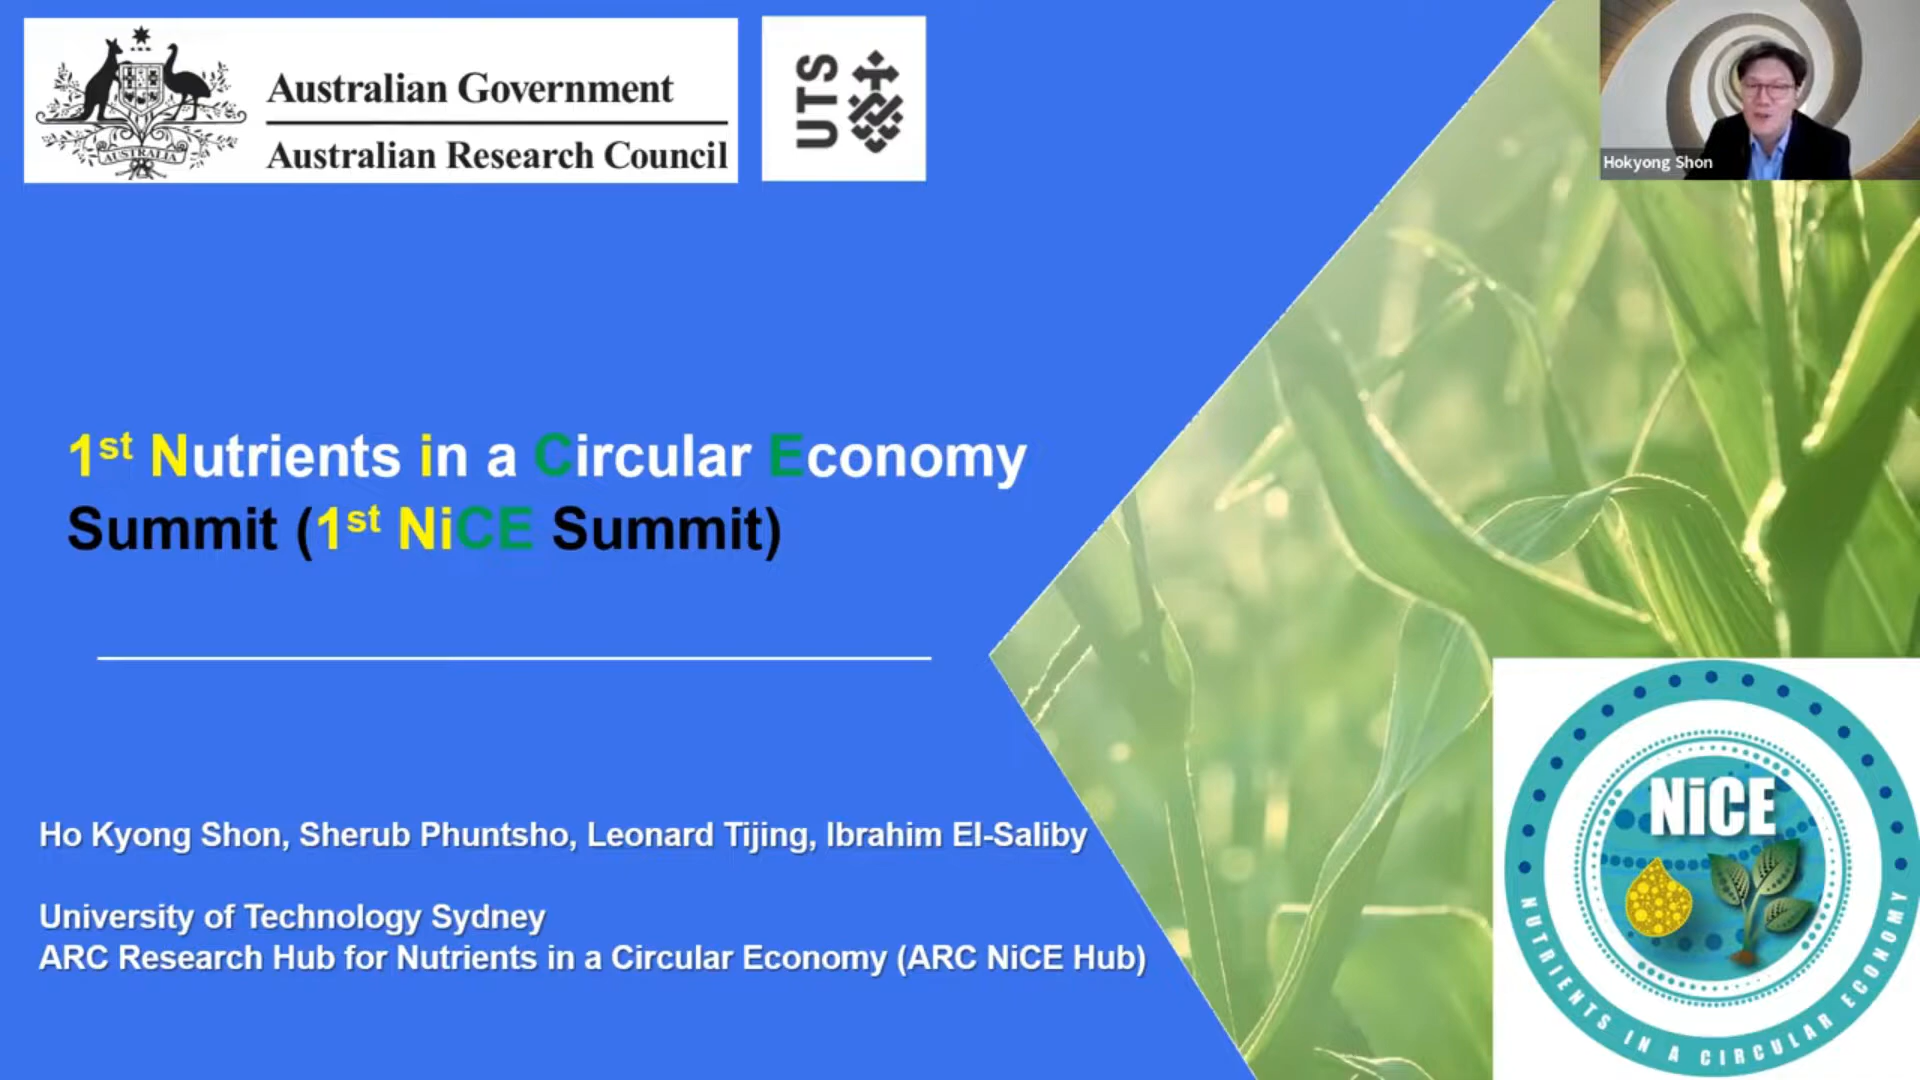 Australian Government
Australian Research Council
AUSTRALIA
UTS
Hokyong Shon
1st Nutrients in a Circular Economy
Summit (1st NiCE Summit)
Ho Kyong Shon, Sherub Phuntsho, Leonard Tijing, Ibrahim El-Saliby
University of Technology Sydney
ARC Research Hub for Nutrients in a Circular Economy (ARC NiCE Hub)
NiCE
NUTRIENTS IN A CIRCULAR ECONOMY